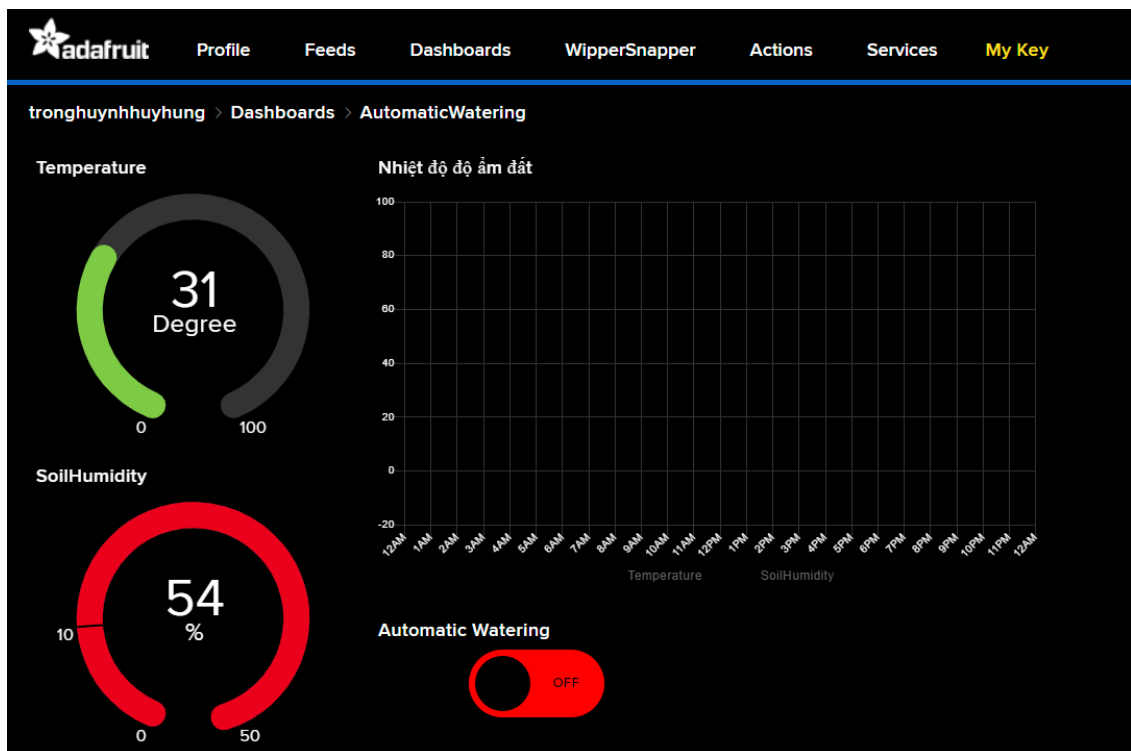 adafruit Profile Feeds Dashboards WipperSnapper Actions Services My Key
tronghuynhhuyhung > Dashboards > AutomaticWatering
Temperature
31
Degree
0 100
SoilHumidity
54
%
10
0 50
Nhiệt độ độ ẩm đất
100
80
60
40
20
0
-20
12AM 1AM 2AM 3AM 4AM 5AM 6AM 7AM 8AM 9AM 10AM 11AM 12PM 1PM 2PM 3PM 4PM 5PM 6PM 7PM 8PM 9PM 10PM 11PM 12AM
Temperature SoilHumidity
Automatic Watering
OFF